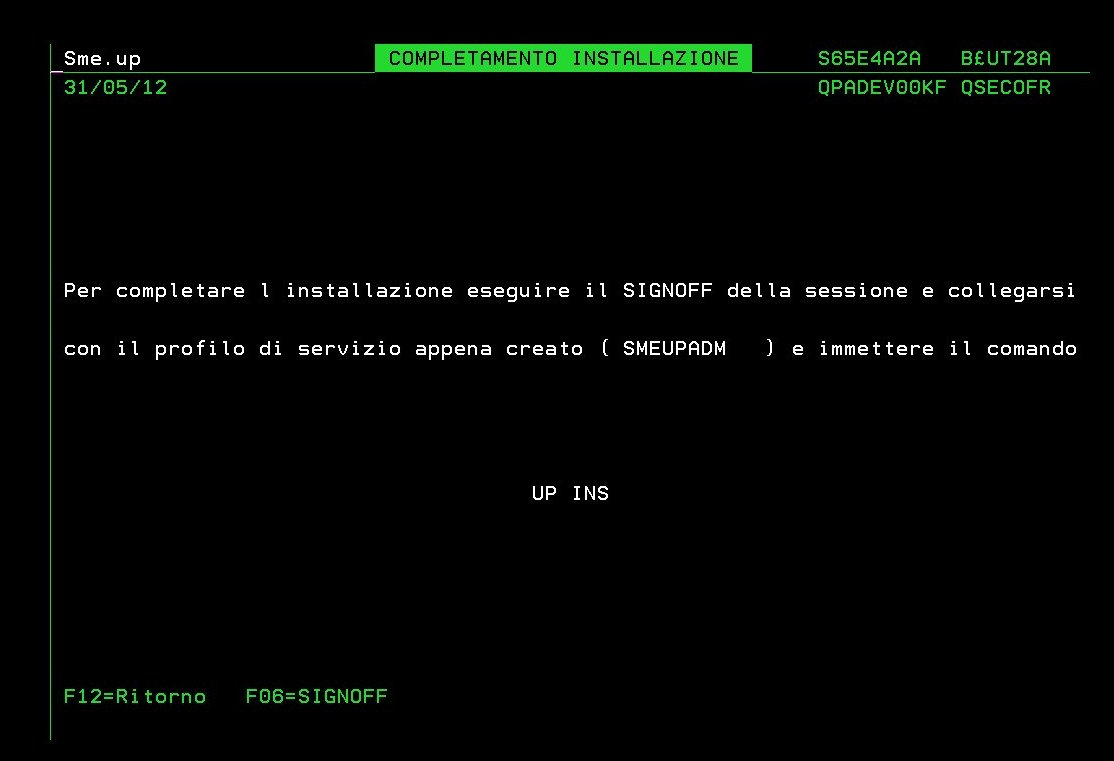 Sme.up COMPLETAMENTO INSTALLAZIONE S65E4A2A B£UT28A
31/05/12 QPADEV00KF QSECOFR
Per completare l installazione eseguire il SIGNOFF della sessione e collegarsi
con il profilo di servizio appena creato ( SMEUPADM ) e immettere il comando
UP INS
F12=Ritorno F06=SIGNOFF